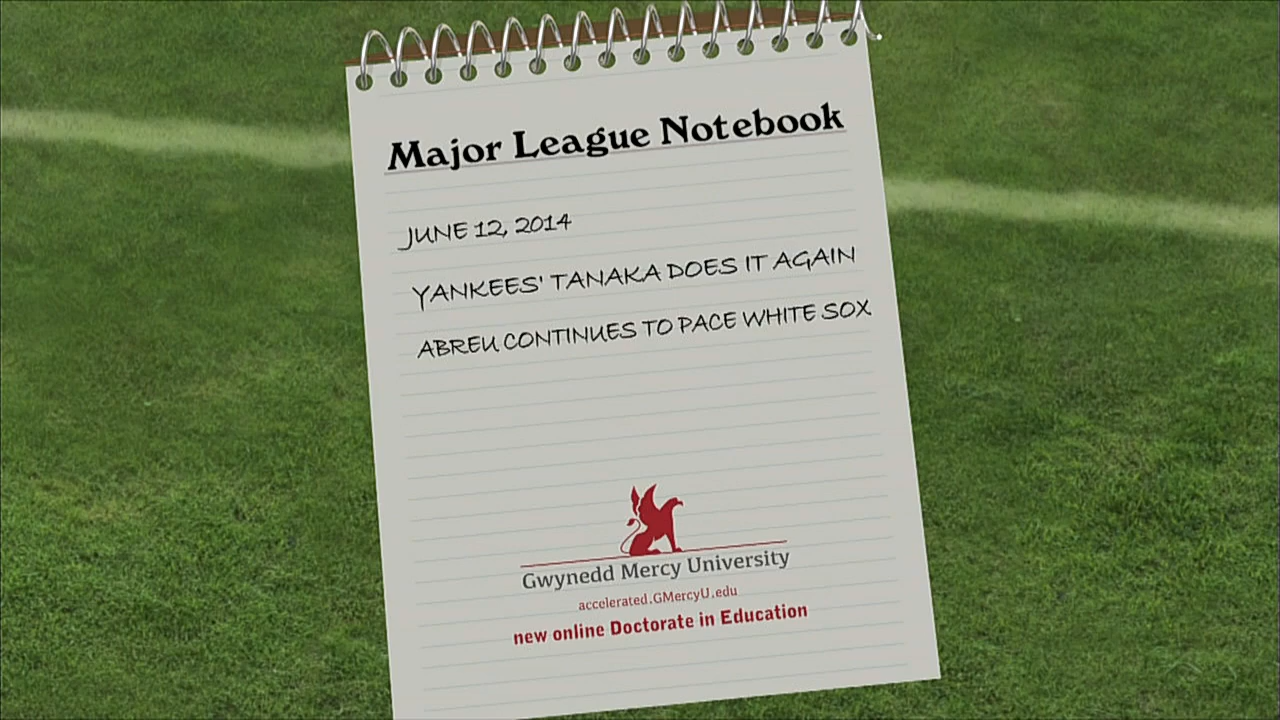 Major League Notebook
JUNE 12, 2014
YANKEES' TANAKA DOES IT AGAIN
ABREU CONTINUES TO PACE WHITE SOX
Gwynedd Mercy University
accelerated.GMercyU.edu
new online Doctorate in Education